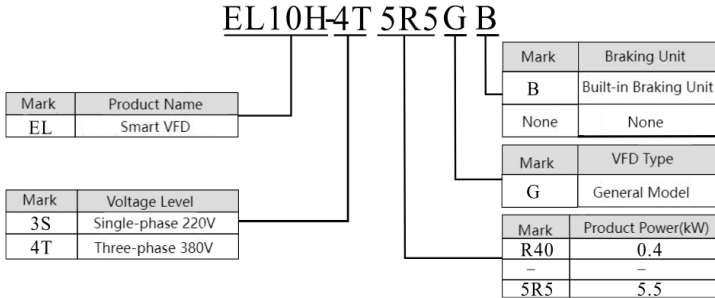 EL10H-4T 5R5 G B
Mark Braking Unit
B Built-in Braking Unit
None None
Mark Product Name
EL Smart VFD
Mark VFD Type
G General Model
Mark Voltage Level
3S Single-phase 220V
4T Three-phase 380V
Mark Product Power(kW)
R40 0.4
– –
5R5 5.5